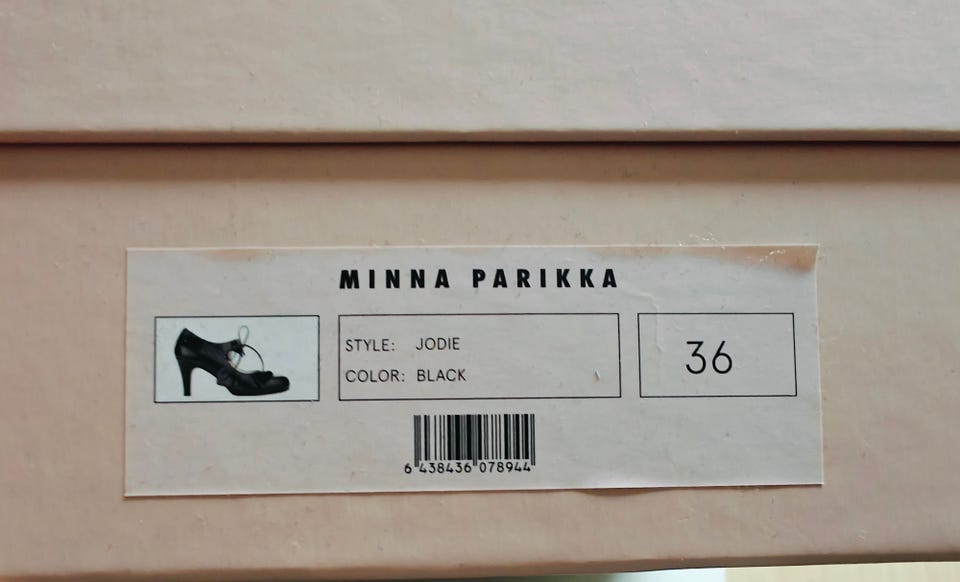 MINNA PARIKKA
STYLE: JODIE
COLOR: BLACK
36
6 438436 078944